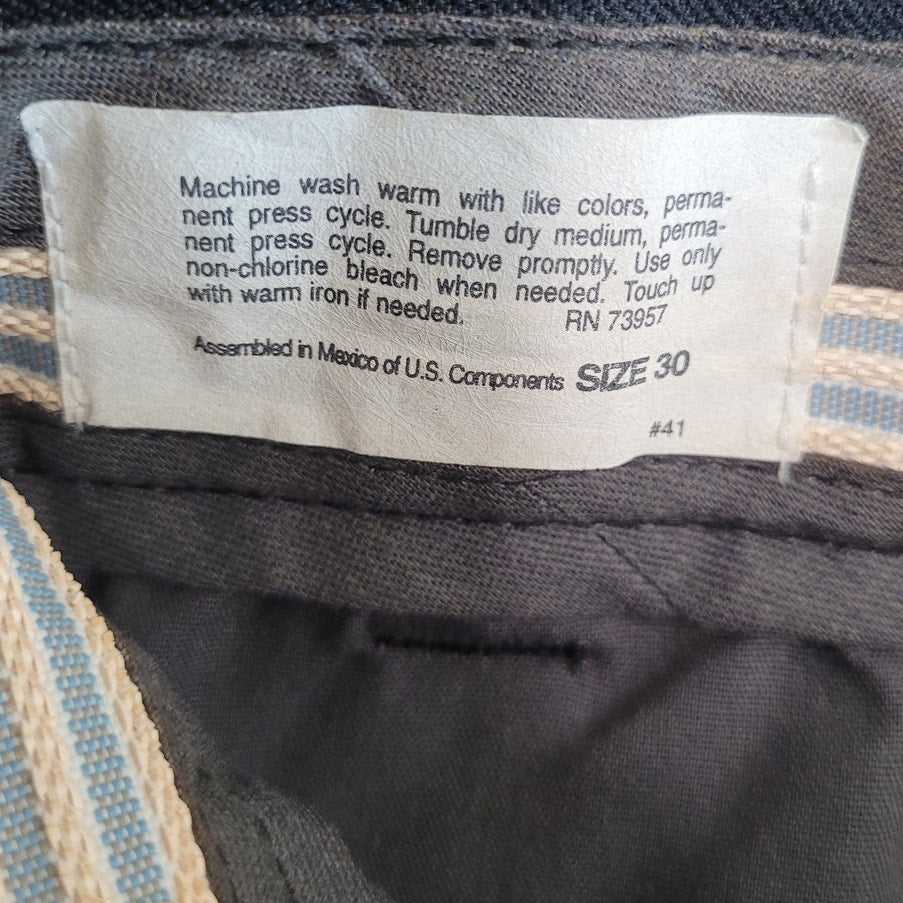 Machine wash warm with like colors, perma-
nent press cycle. Tumble dry medium, perma-
nent press cycle. Remove promptly. Use only
non-chlorine bleach when needed. Touch up
with warm iron if needed. RN 73957
Assembled in Mexico of U.S. Components SIZE 30
#41